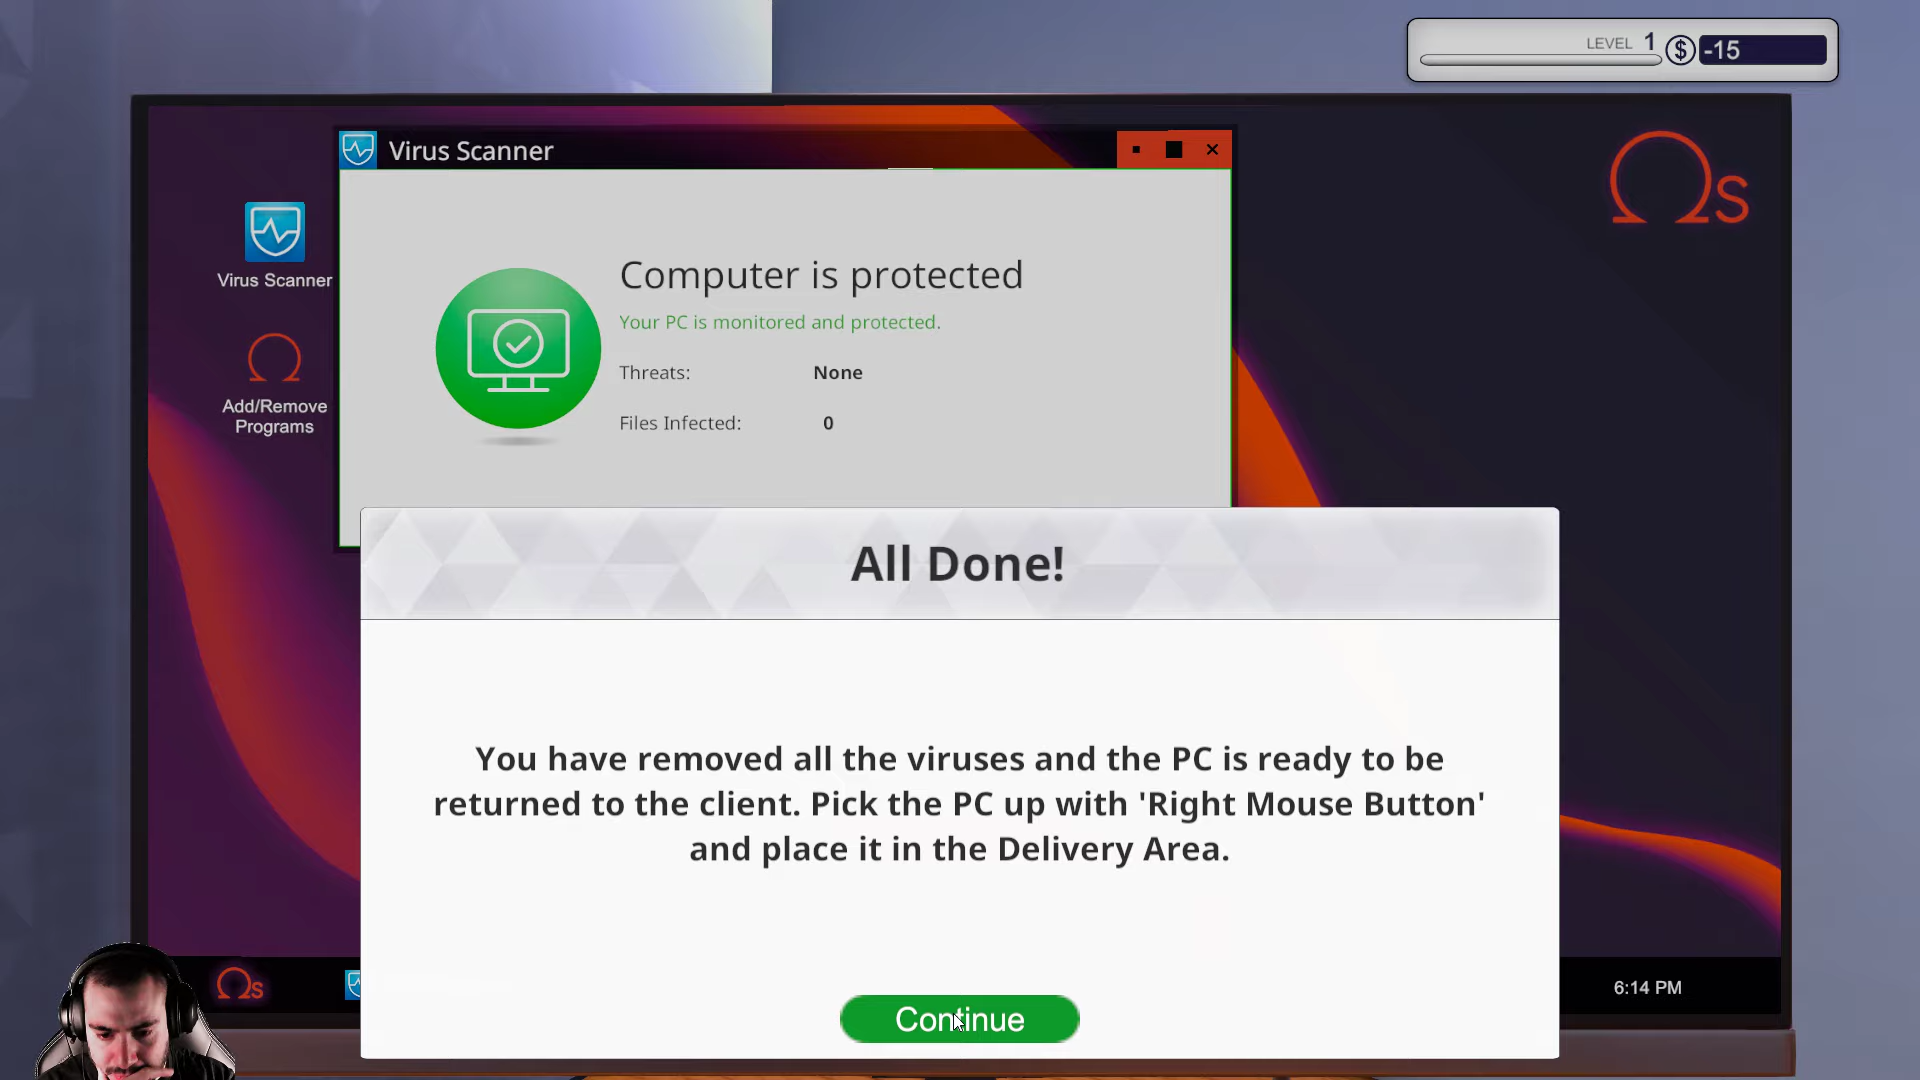 LEVEL 1 $ -15
Virus Scanner
Ωs
Virus Scanner
Computer is protected
Your PC is monitored and protected.
Threats: None
Files Infected: 0
Add/Remove
Programs
All Done!
You have removed all the viruses and the PC is ready to be
returned to the client. Pick the PC up with 'Right Mouse Button'
and place it in the Delivery Area.
Continue
Ωs
6:14 PM